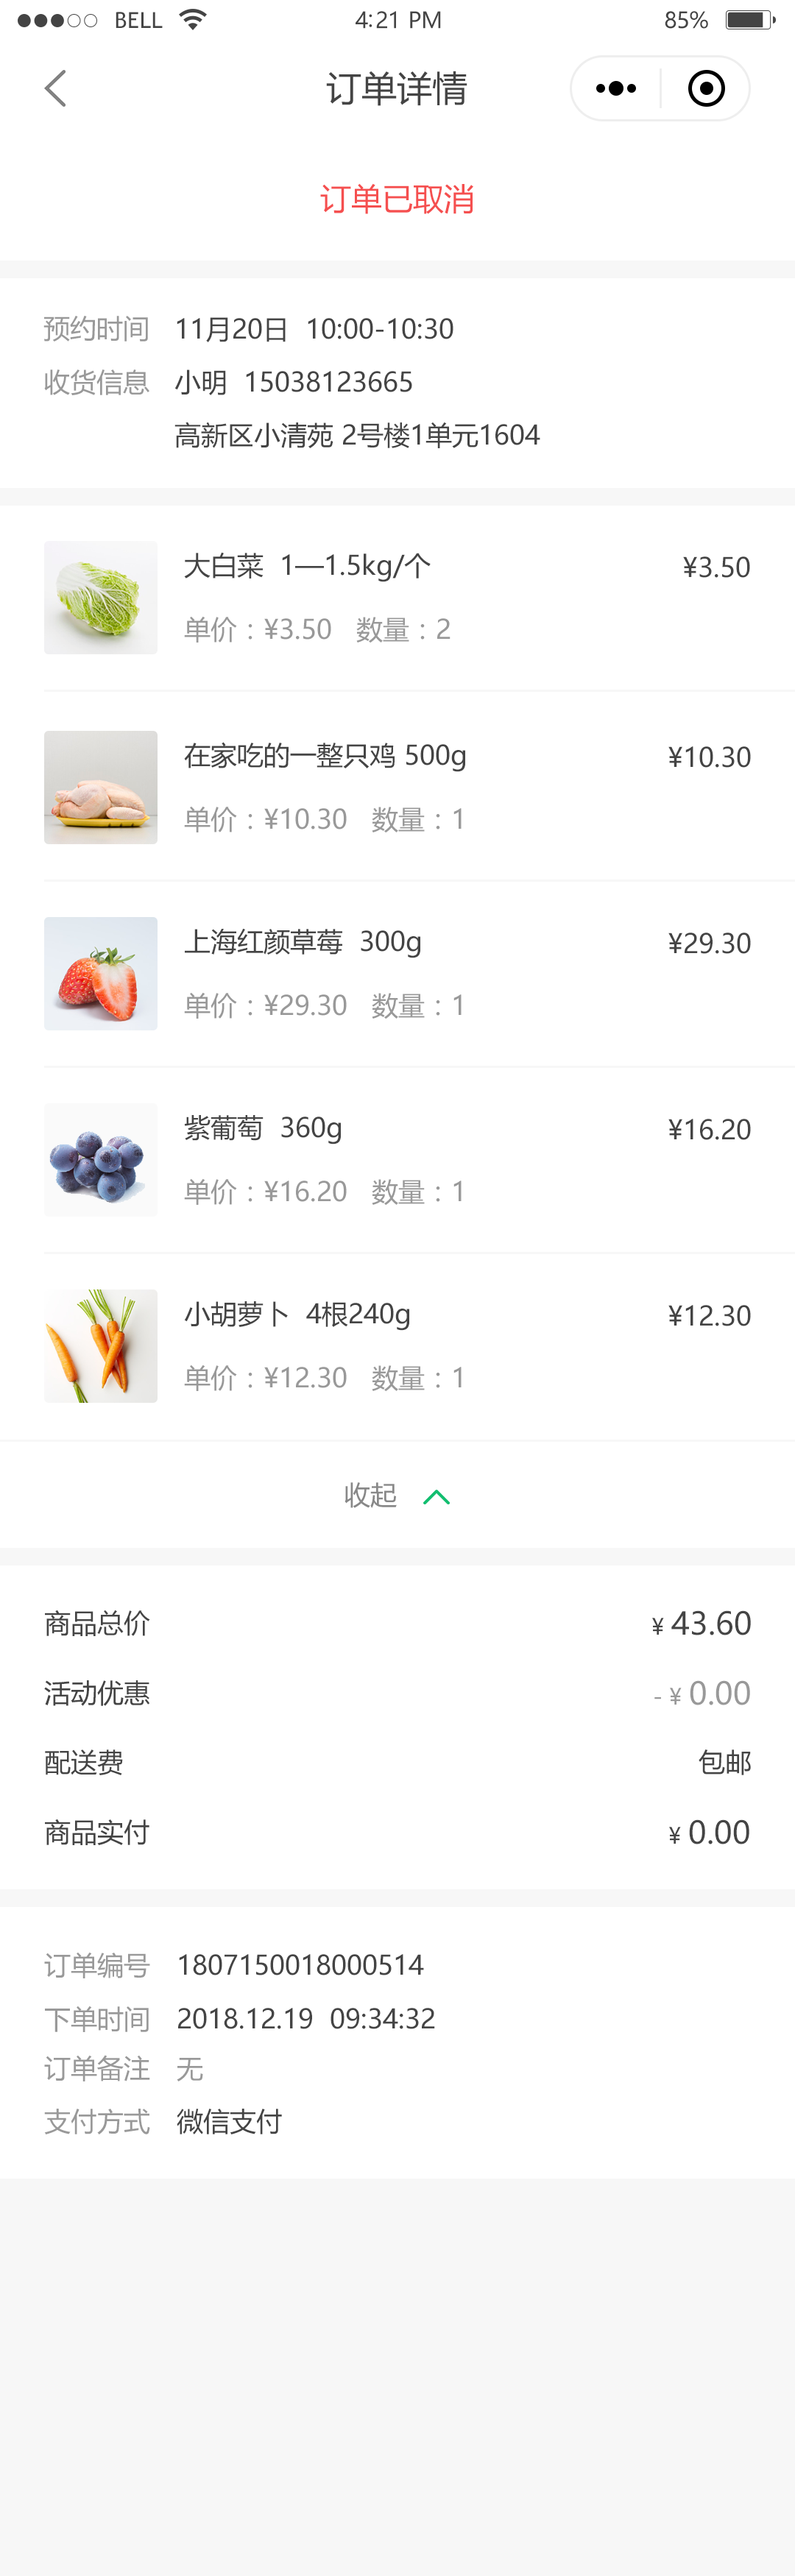 BELL 4:21 PM 85%
订单详情
订单已取消
预约时间 11月20日 10:00-10:30
收货信息 小明 15038123665
高新区小清苑 2号楼1单元1604
大白菜 1—1.5kg/个 ¥3.50
单价：¥3.50 数量：2
在家吃的一整只鸡 500g ¥10.30
单价：¥10.30 数量：1
上海红颜草莓 300g ¥29.30
单价：¥29.30 数量：1
紫葡萄 360g ¥16.20
单价：¥16.20 数量：1
小胡萝卜 4根240g ¥12.30
单价：¥12.30 数量：1
收起
商品总价 ¥ 43.60
活动优惠 - ¥ 0.00
配送费 包邮
商品实付 ¥ 0.00
订单编号 1807150018000514
下单时间 2018.12.19 09:34:32
订单备注 无
支付方式 微信支付